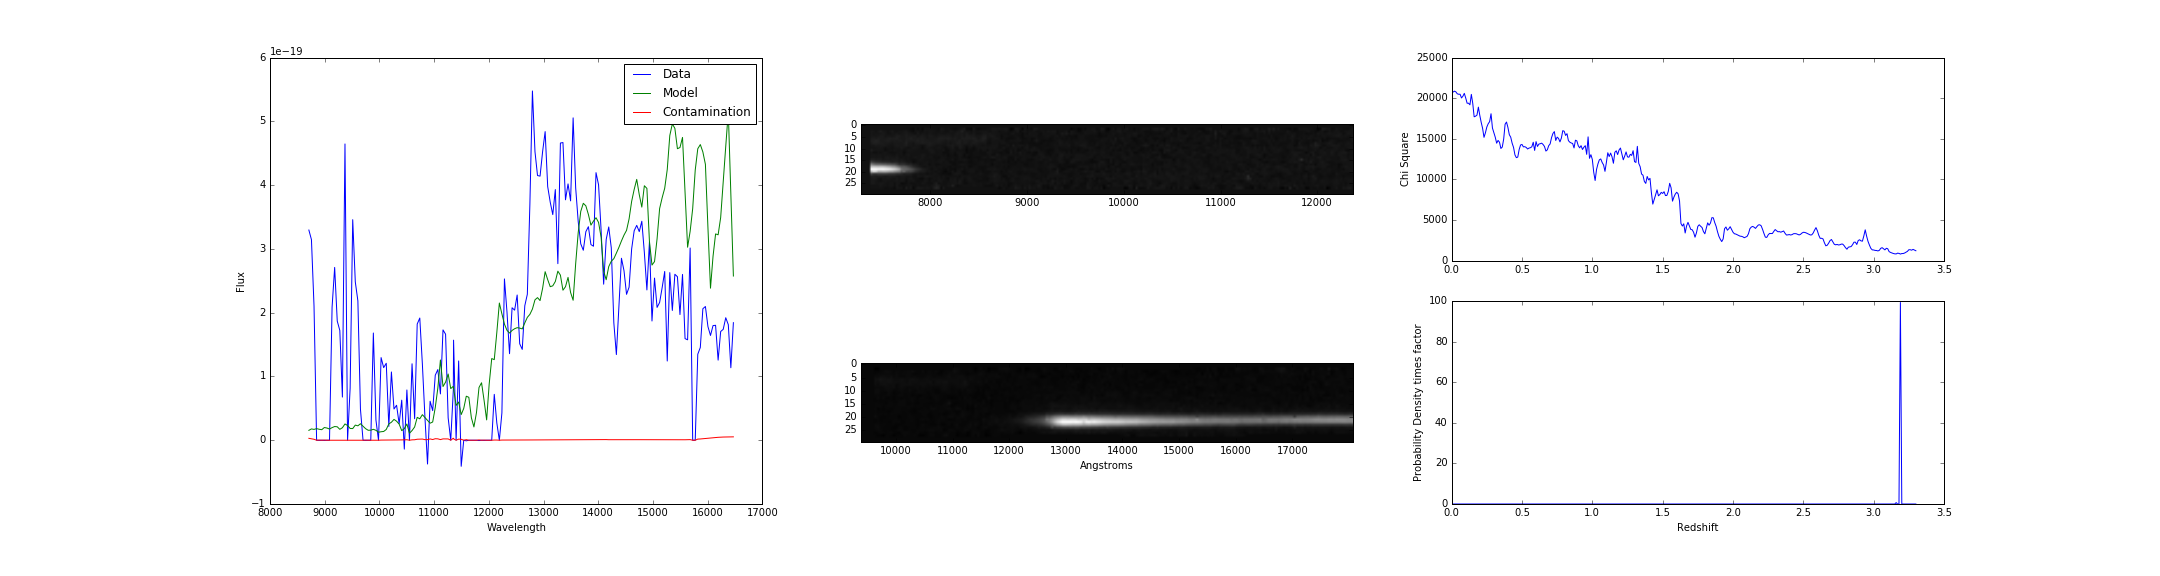 1e−19
6
5
4
3
2
1
0
−1
8000 9000 10000 11000 12000 13000 14000 15000 16000 17000
Wavelength
Flux
Data
Model
Contamination
0
5
10
15
20
25
8000 9000 10000 11000 12000
0
5
10
15
20
25
10000 11000 12000 13000 14000 15000 16000 17000
Angstroms
25000
20000
15000
10000
5000
0
0.0 0.5 1.0 1.5 2.0 2.5 3.0 3.5
Chi Square
100
80
60
40
20
0
0.0 0.5 1.0 1.5 2.0 2.5 3.0 3.5
Redshift
Probability Density times factor